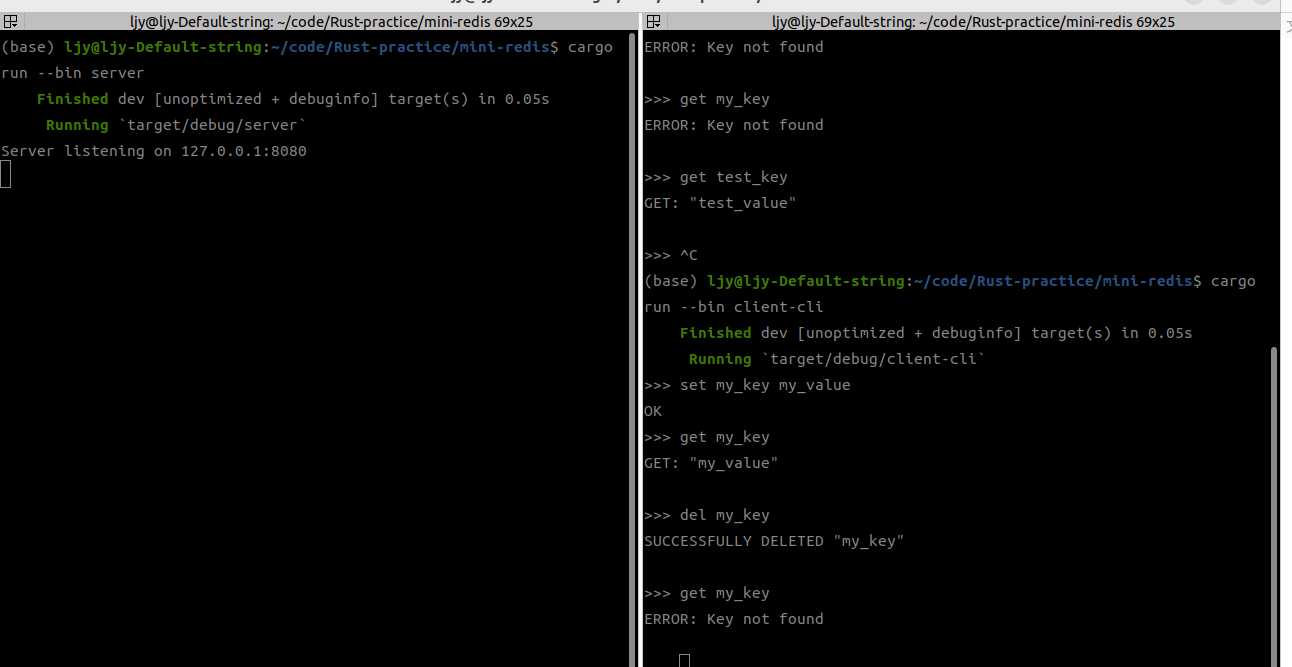 ljy@ljy-Default-string: ~/code/Rust-practice/mini-redis 69x25
(base) ljy@ljy-Default-string:~/code/Rust-practice/mini-redis$ cargo
run --bin server
    Finished dev [unoptimized + debuginfo] target(s) in 0.05s
     Running `target/debug/server`
Server listening on 127.0.0.1:8080
ljy@ljy-Default-string: ~/code/Rust-practice/mini-redis 69x25
ERROR: Key not found
>>> get my_key
ERROR: Key not found
>>> get test_key
GET: "test_value"
>>> ^C
(base) ljy@ljy-Default-string:~/code/Rust-practice/mini-redis$ cargo
run --bin client-cli
    Finished dev [unoptimized + debuginfo] target(s) in 0.05s
     Running `target/debug/client-cli`
>>> set my_key my_value
OK
>>> get my_key
GET: "my_value"
>>> del my_key
SUCCESSFULLY DELETED "my_key"
>>> get my_key
ERROR: Key not found